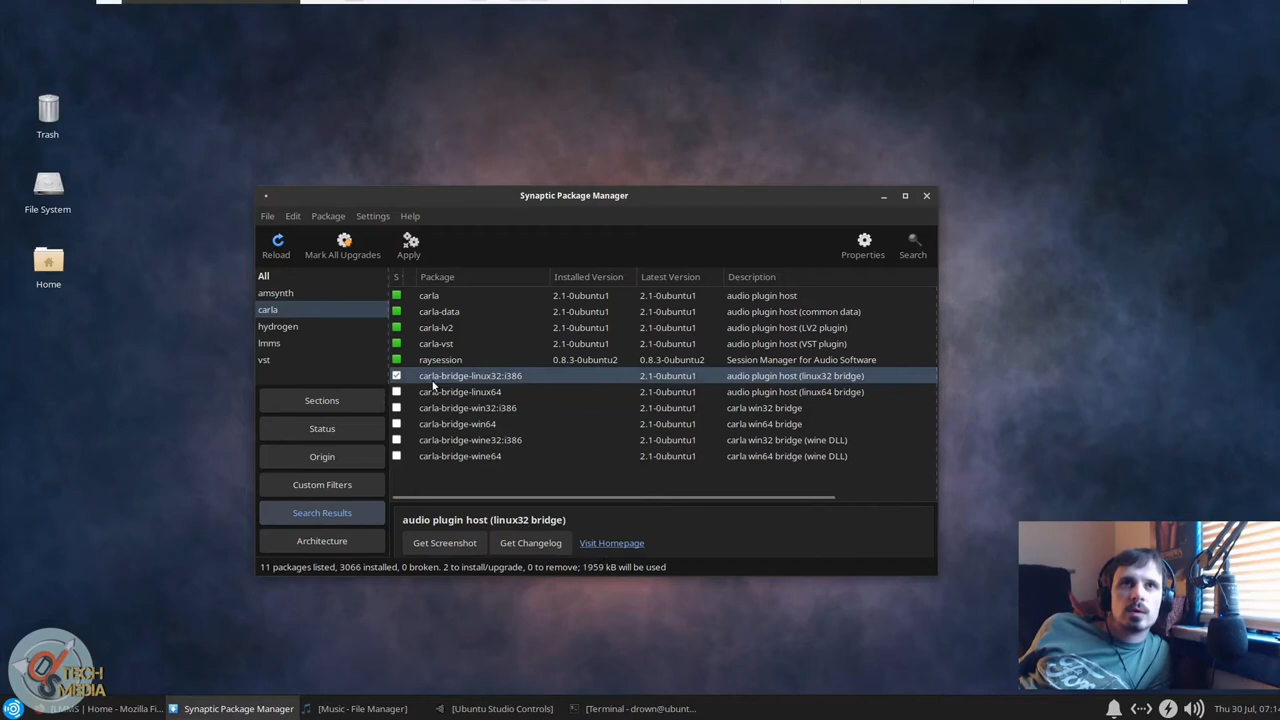 Trash
File System
Home
Synaptic Package Manager
File Edit Package Settings Help
Reload Mark All Upgrades Apply Properties Search
All
amsynth
carla
hydrogen
lmms
vst
Sections
Status
Origin
Custom Filters
Search Results
Architecture
S Package Installed Version Latest Version Description
carla 2.1-0ubuntu1 2.1-0ubuntu1 audio plugin host
carla-data 2.1-0ubuntu1 2.1-0ubuntu1 audio plugin host (common data)
carla-lv2 2.1-0ubuntu1 2.1-0ubuntu1 audio plugin host (LV2 plugin)
carla-vst 2.1-0ubuntu1 2.1-0ubuntu1 audio plugin host (VST plugin)
raysession 0.8.3-0ubuntu2 0.8.3-0ubuntu2 Session Manager for Audio Software
carla-bridge-linux32:i386 2.1-0ubuntu1 audio plugin host (linux32 bridge)
carla-bridge-linux64 2.1-0ubuntu1 audio plugin host (linux64 bridge)
carla-bridge-win32:i386 2.1-0ubuntu1 carla win32 bridge
carla-bridge-win64 2.1-0ubuntu1 carla win64 bridge
carla-bridge-wine32:i386 2.1-0ubuntu1 carla win32 bridge (wine DLL)
carla-bridge-wine64 2.1-0ubuntu1 carla win64 bridge (wine DLL)
audio plugin host (linux32 bridge)
Get Screenshot Get Changelog Visit Homepage
11 packages listed, 3066 installed, 0 broken. 2 to install/upgrade, 0 to remove; 1959 kB will be used
Ford
TECH
MEDIA
LMMS | Home - Mozilla Fi... Synaptic Package Manager [Music - File Manager] [Ubuntu Studio Controls] [Terminal - drown@ubunt... Thu 30 Jul, 07:1